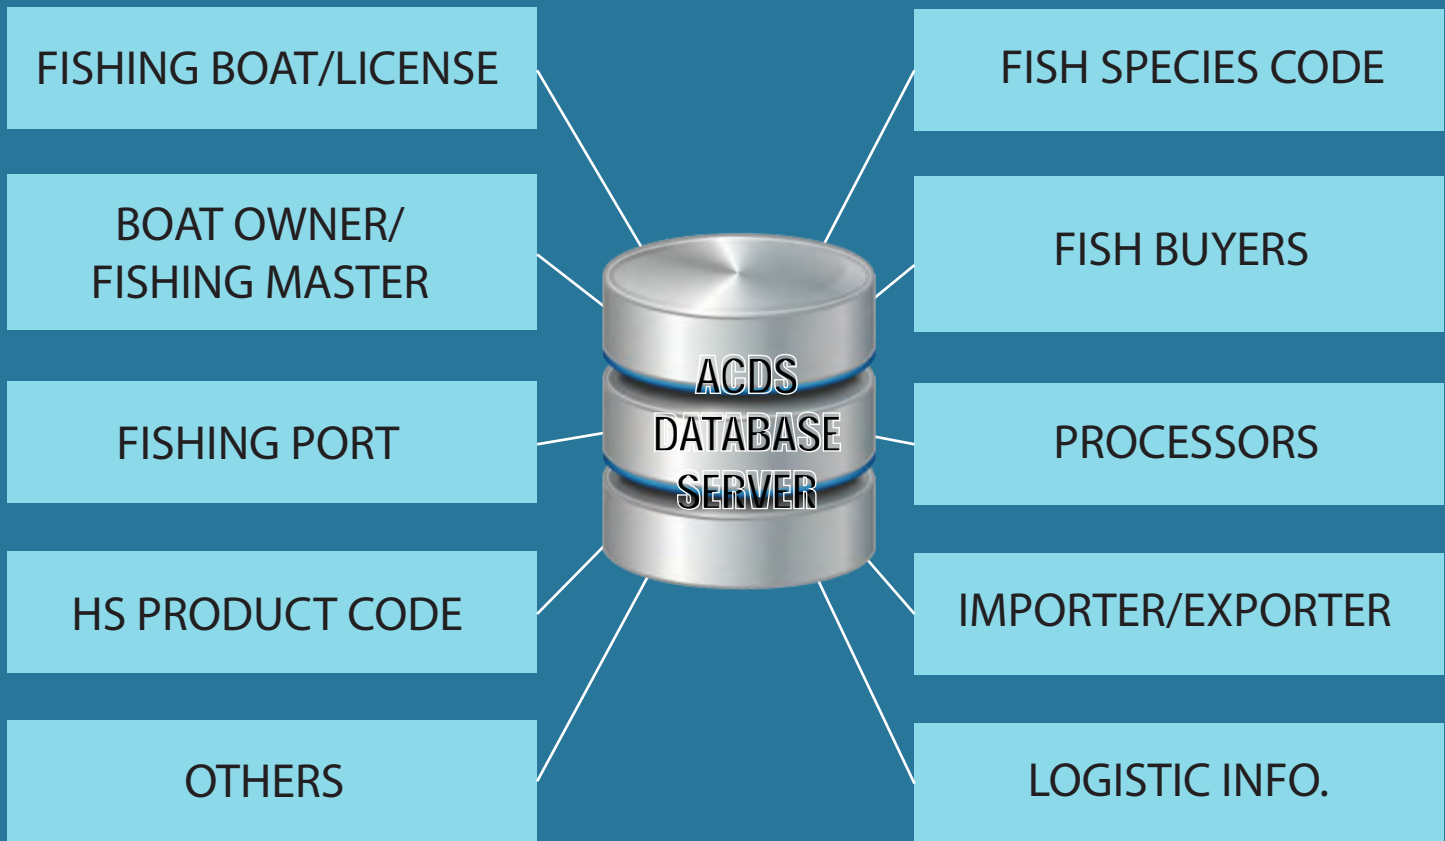 FISHING BOAT/LICENSE
BOAT OWNER/
FISHING MASTER
FISHING PORT
HS PRODUCT CODE
OTHERS
ACDS
DATABASE
SERVER
FISH SPECIES CODE
FISH BUYERS
PROCESSORS
IMPORTER/EXPORTER
LOGISTIC INFO.